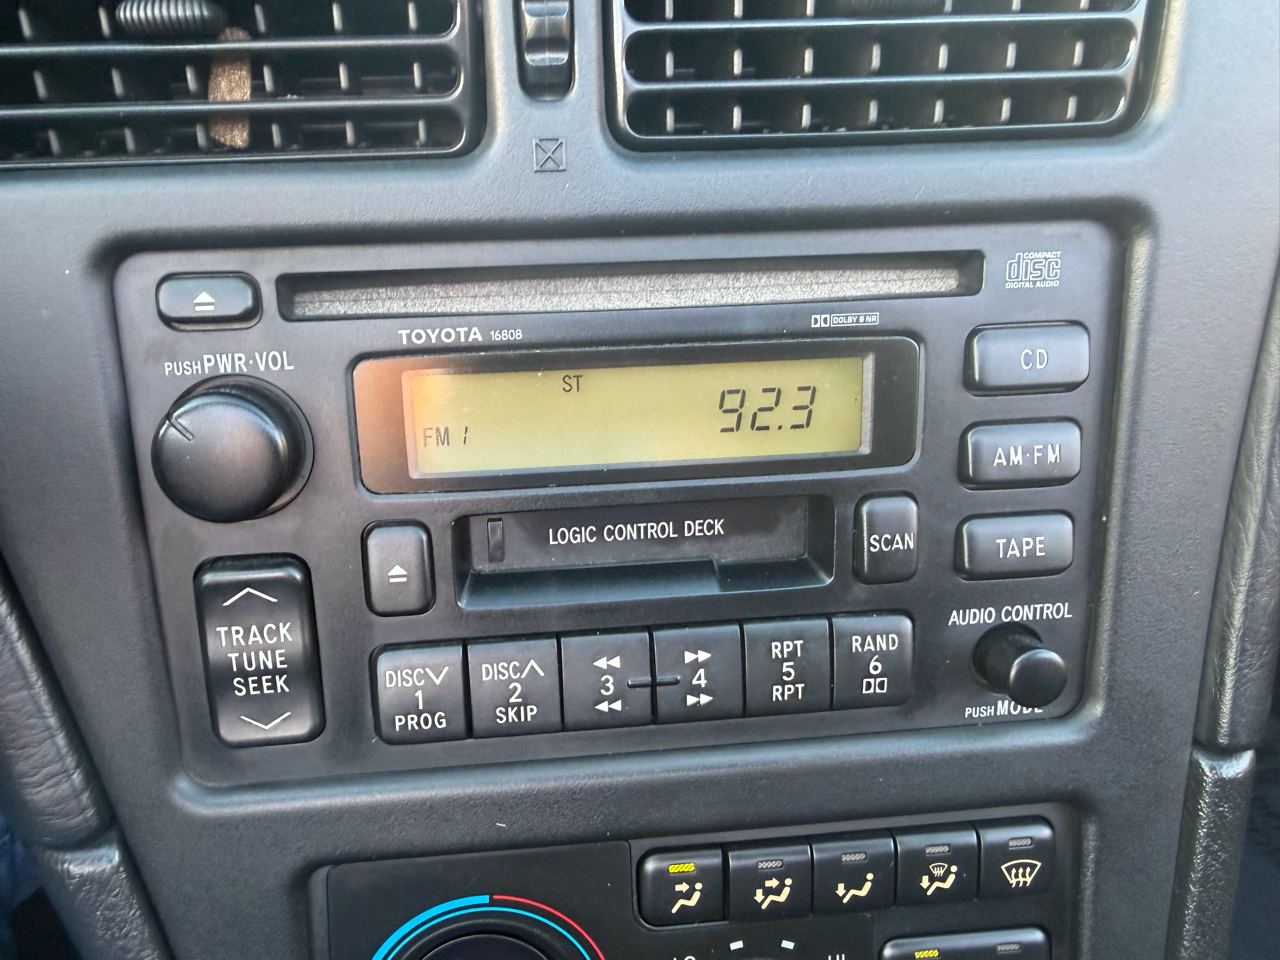 COMPACT
disc
DIGITAL AUDIO
TOYOTA 16808
DOLBY B NR
PUSH PWR·VOL
CD
ST
92.3
FM 1
AM·FM
LOGIC CONTROL DECK
SCAN
TAPE
TRACK
TUNE
SEEK
AUDIO CONTROL
DISC
1
PROG
DISC
2
SKIP
3
4
RPT
5
RPT
RAND
6
PUSH MODE